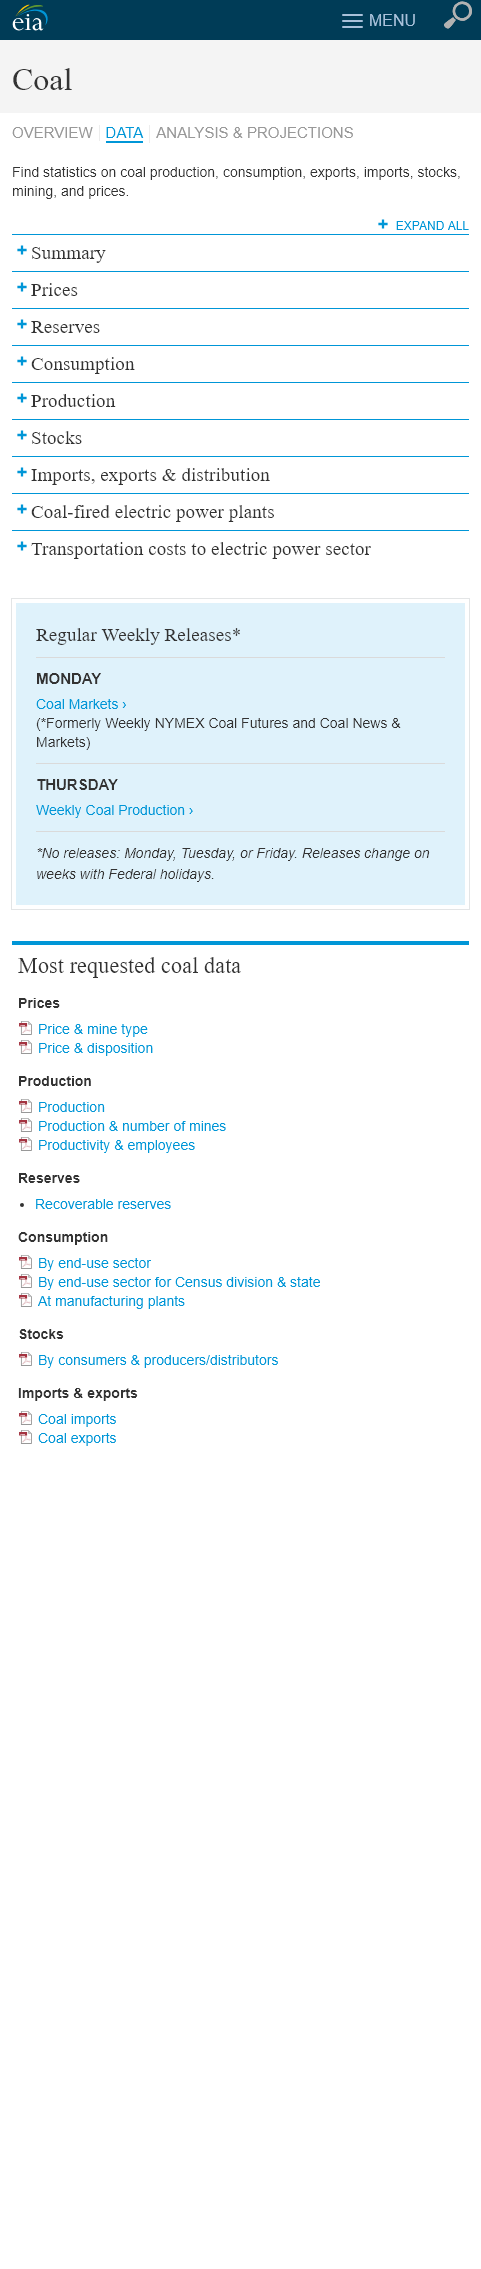 eia
MENU
Coal
OVERVIEW DATA ANALYSIS & PROJECTIONS
Find statistics on coal production, consumption, exports, imports, stocks,
mining, and prices.
+ EXPAND ALL
+ Summary
+ Prices
+ Reserves
+ Consumption
+ Production
+ Stocks
+ Imports, exports & distribution
+ Coal-fired electric power plants
+ Transportation costs to electric power sector
Regular Weekly Releases*
MONDAY
Coal Markets ›
(*Formerly Weekly NYMEX Coal Futures and Coal News &
Markets)
THURSDAY
Weekly Coal Production ›
*No releases: Monday, Tuesday, or Friday. Releases change on
weeks with Federal holidays.
Most requested coal data
Prices
Price & mine type
Price & disposition
Production
Production
Production & number of mines
Productivity & employees
Reserves
• Recoverable reserves
Consumption
By end-use sector
By end-use sector for Census division & state
At manufacturing plants
Stocks
By consumers & producers/distributors
Imports & exports
Coal imports
Coal exports